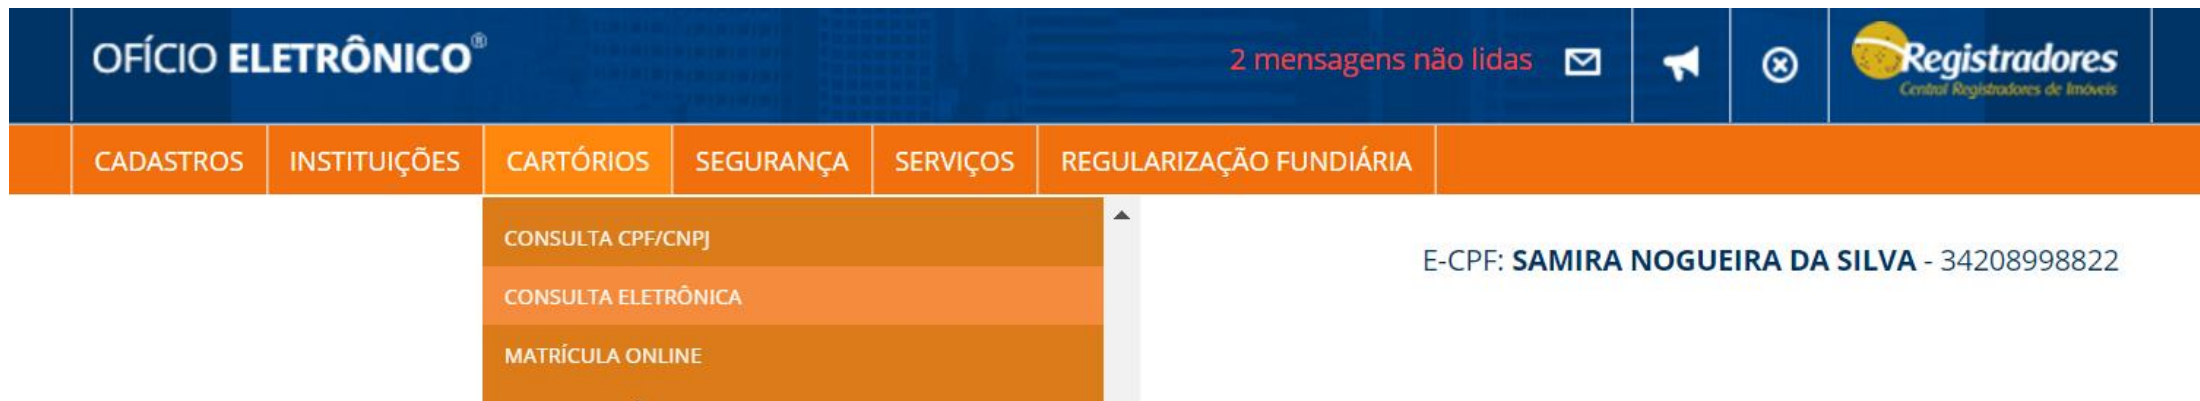 OFÍCIO ELETRÔNICO®
2 mensagens não lidas
Registradores
Central Registradores de Imóveis
CADASTROS INSTITUIÇÕES CARTÓRIOS SEGURANÇA SERVIÇOS REGULARIZAÇÃO FUNDIÁRIA
CONSULTA CPF/CNPJ
E-CPF: SAMIRA NOGUEIRA DA SILVA - 34208998822
CONSULTA ELETRÔNICA
MATRÍCULA ONLINE